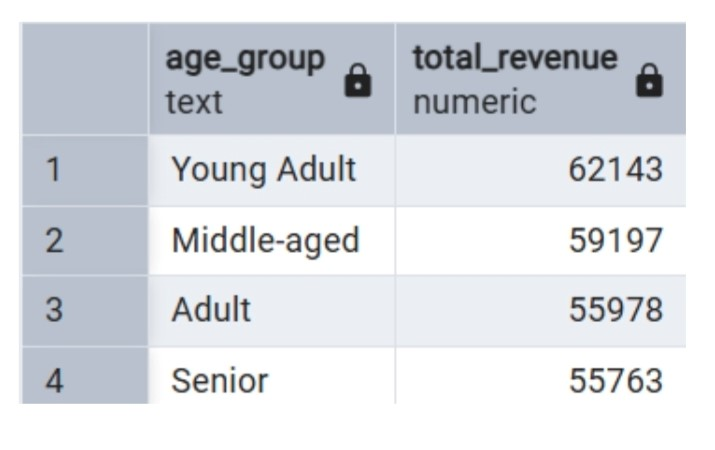 age_group total_revenue
text numeric
1 Young Adult 62143
2 Middle-aged 59197
3 Adult 55978
4 Senior 55763